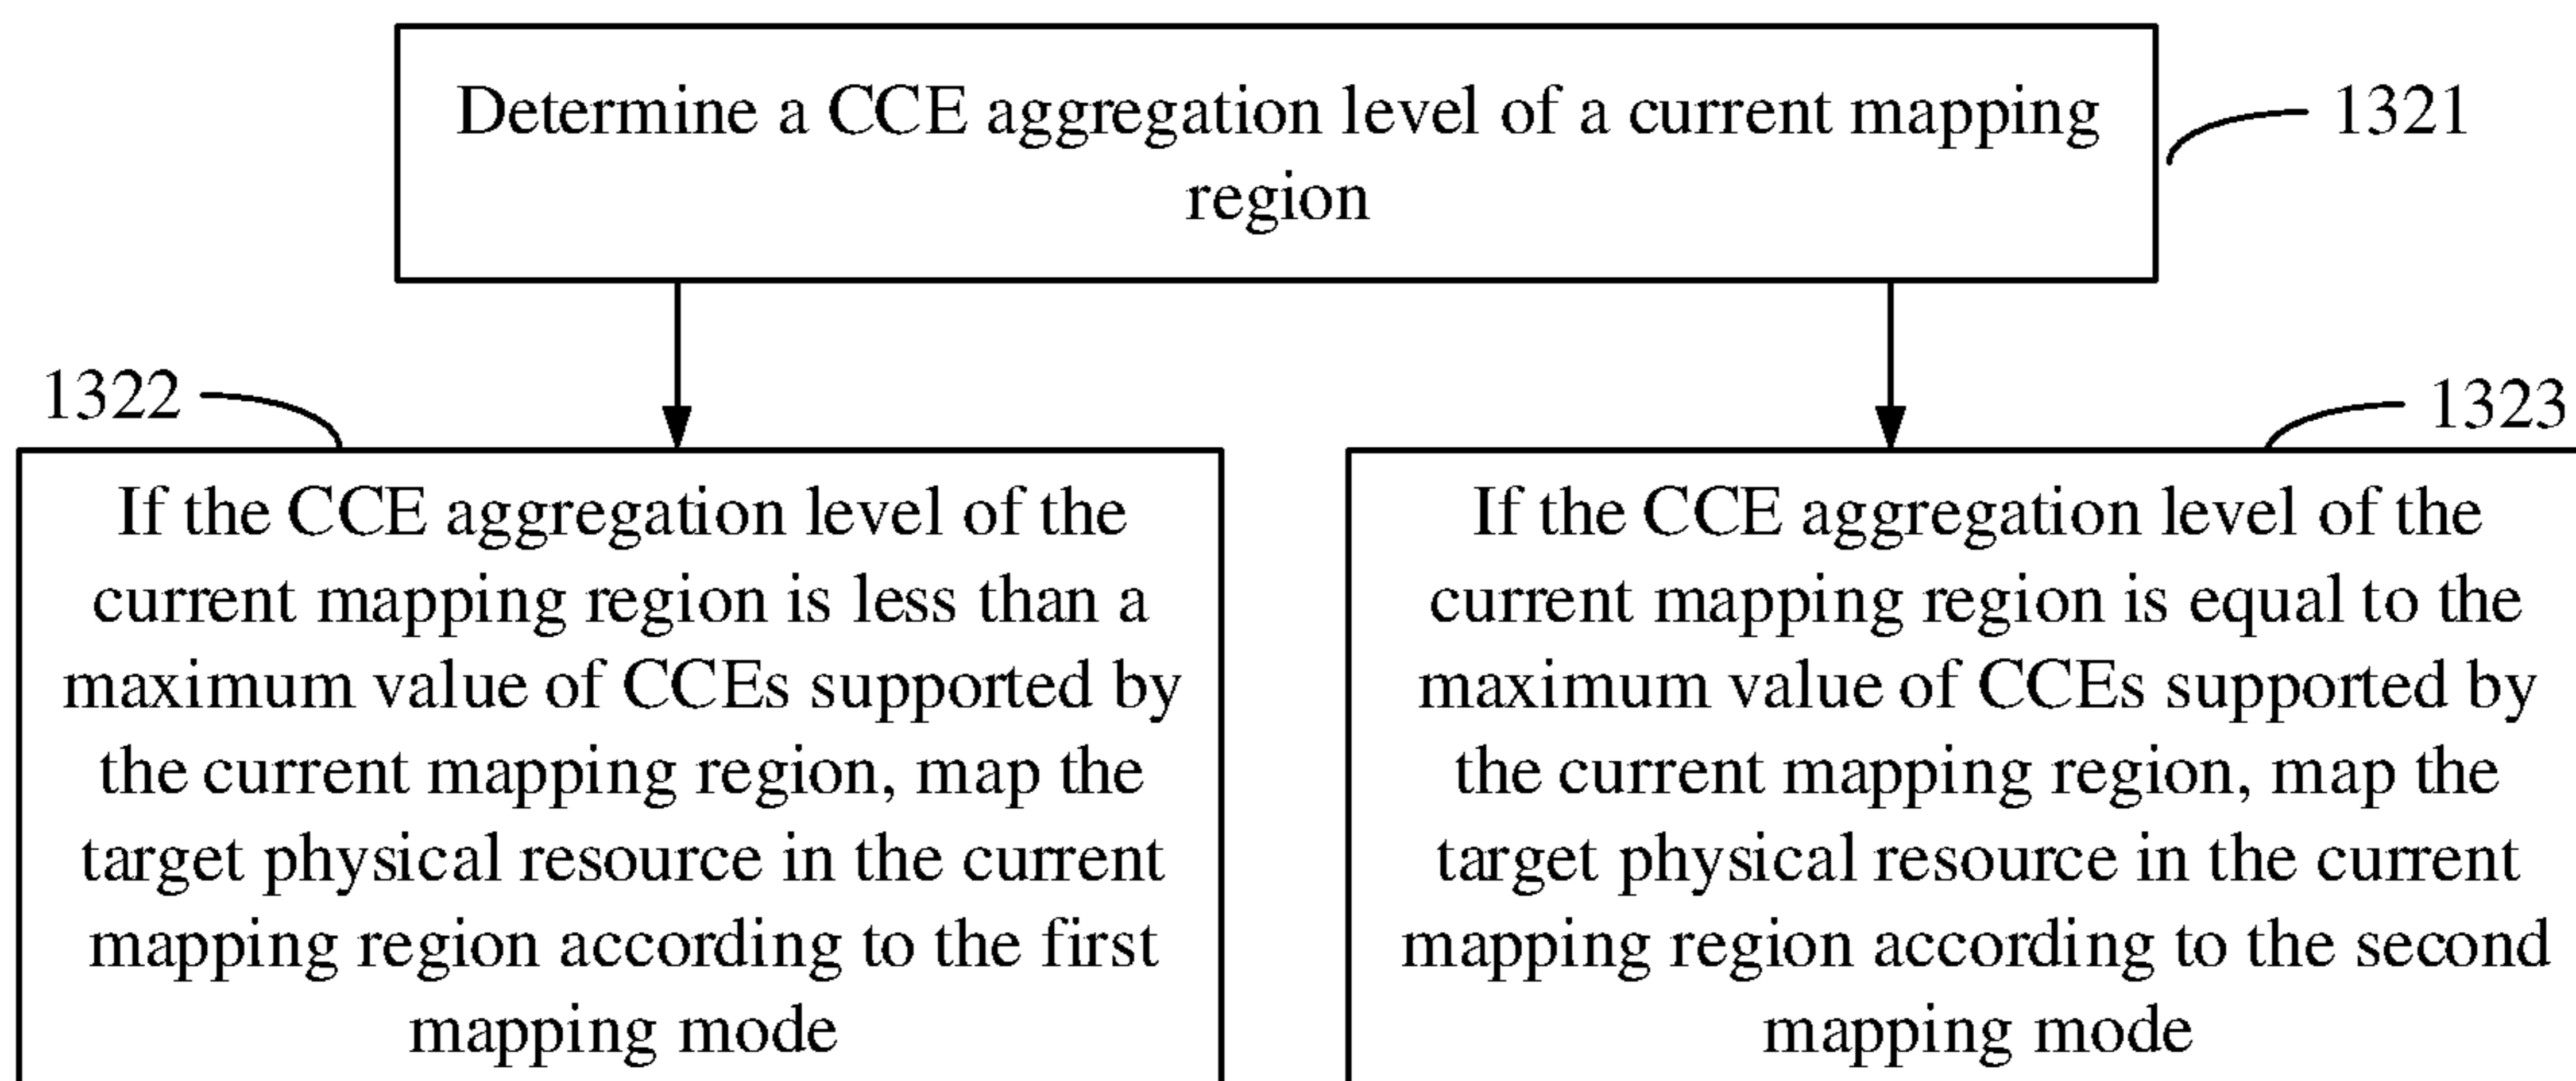 Determine a CCE aggregation level of a current mapping
region
1321
1322
If the CCE aggregation level of the
current mapping region is less than a
maximum value of CCEs supported by
the current mapping region, map the
target physical resource in the current
mapping region according to the first
mapping mode
1323
If the CCE aggregation level of the
current mapping region is equal to the
maximum value of CCEs supported by
the current mapping region, map the
target physical resource in the current
mapping region according to the second
mapping mode